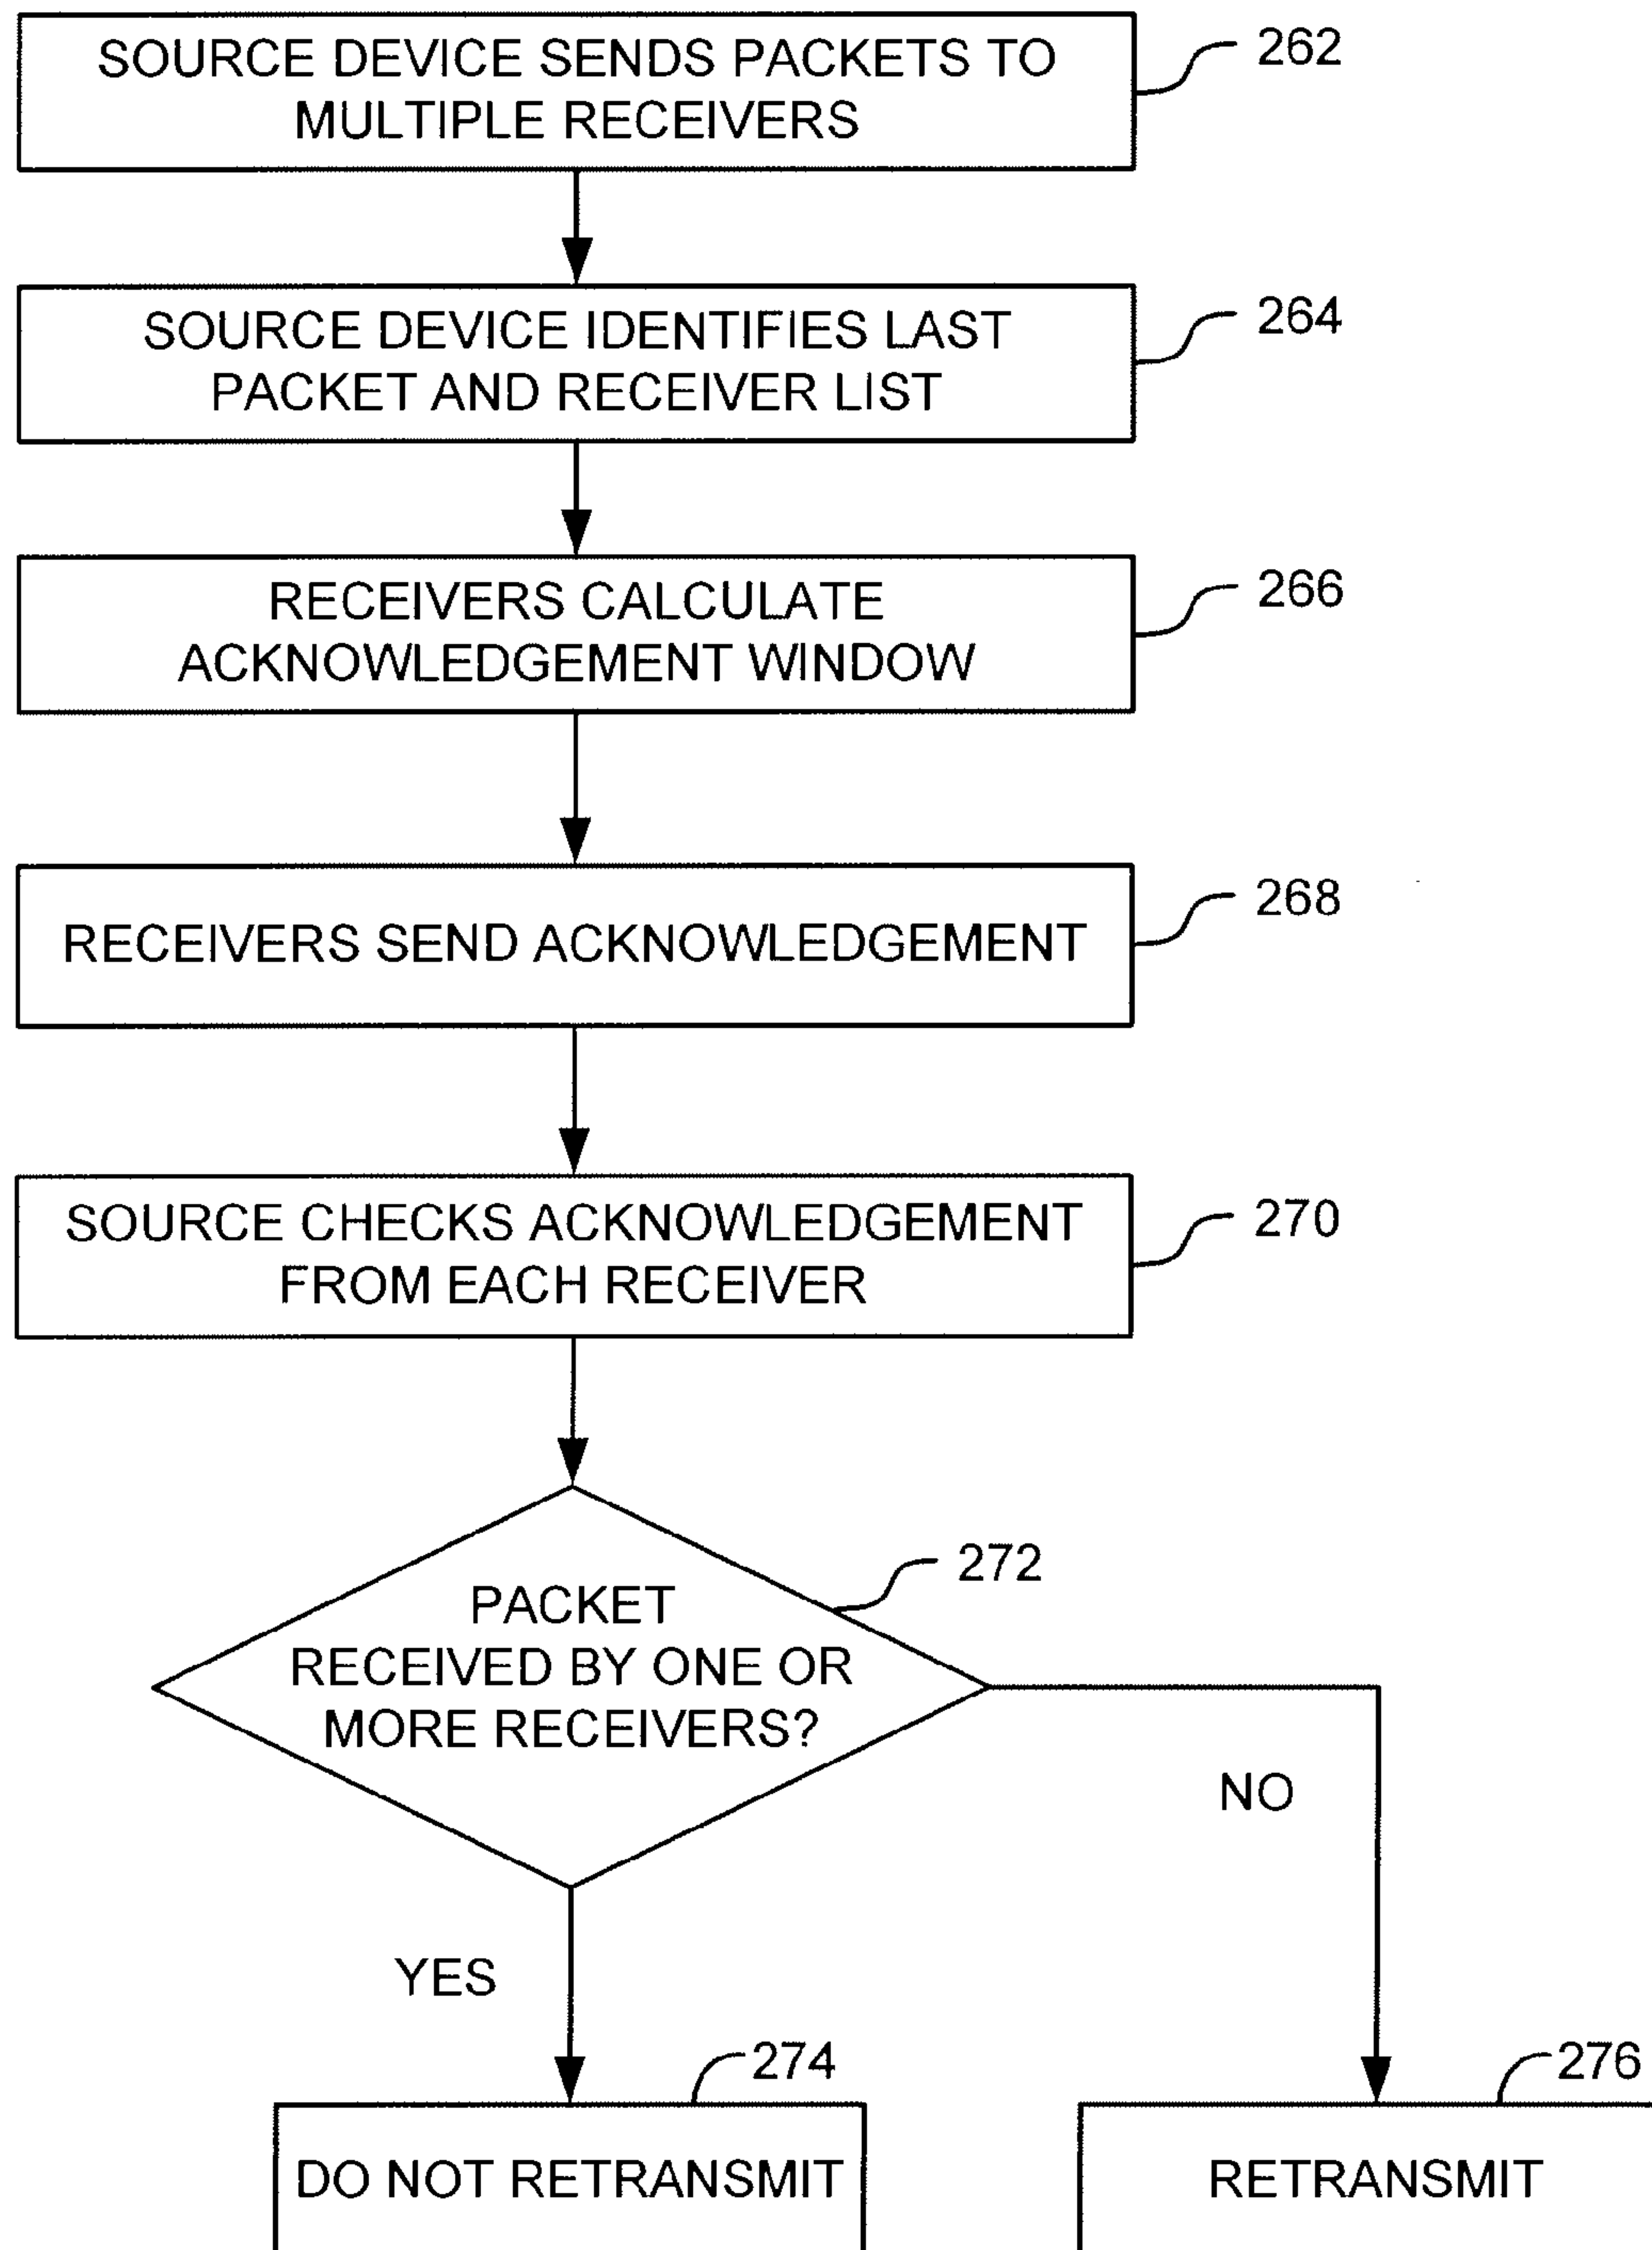 SOURCE DEVICE SENDS PACKETS TO
MULTIPLE RECEIVERS
262
SOURCE DEVICE IDENTIFIES LAST
PACKET AND RECEIVER LIST
264
RECEIVERS CALCULATE
ACKNOWLEDGEMENT WINDOW
266
RECEIVERS SEND ACKNOWLEDGEMENT
268
SOURCE CHECKS ACKNOWLEDGEMENT
FROM EACH RECEIVER
270
PACKET
RECEIVED BY ONE OR
MORE RECEIVERS?
272
NO
YES
274
276
DO NOT RETRANSMIT
RETRANSMIT